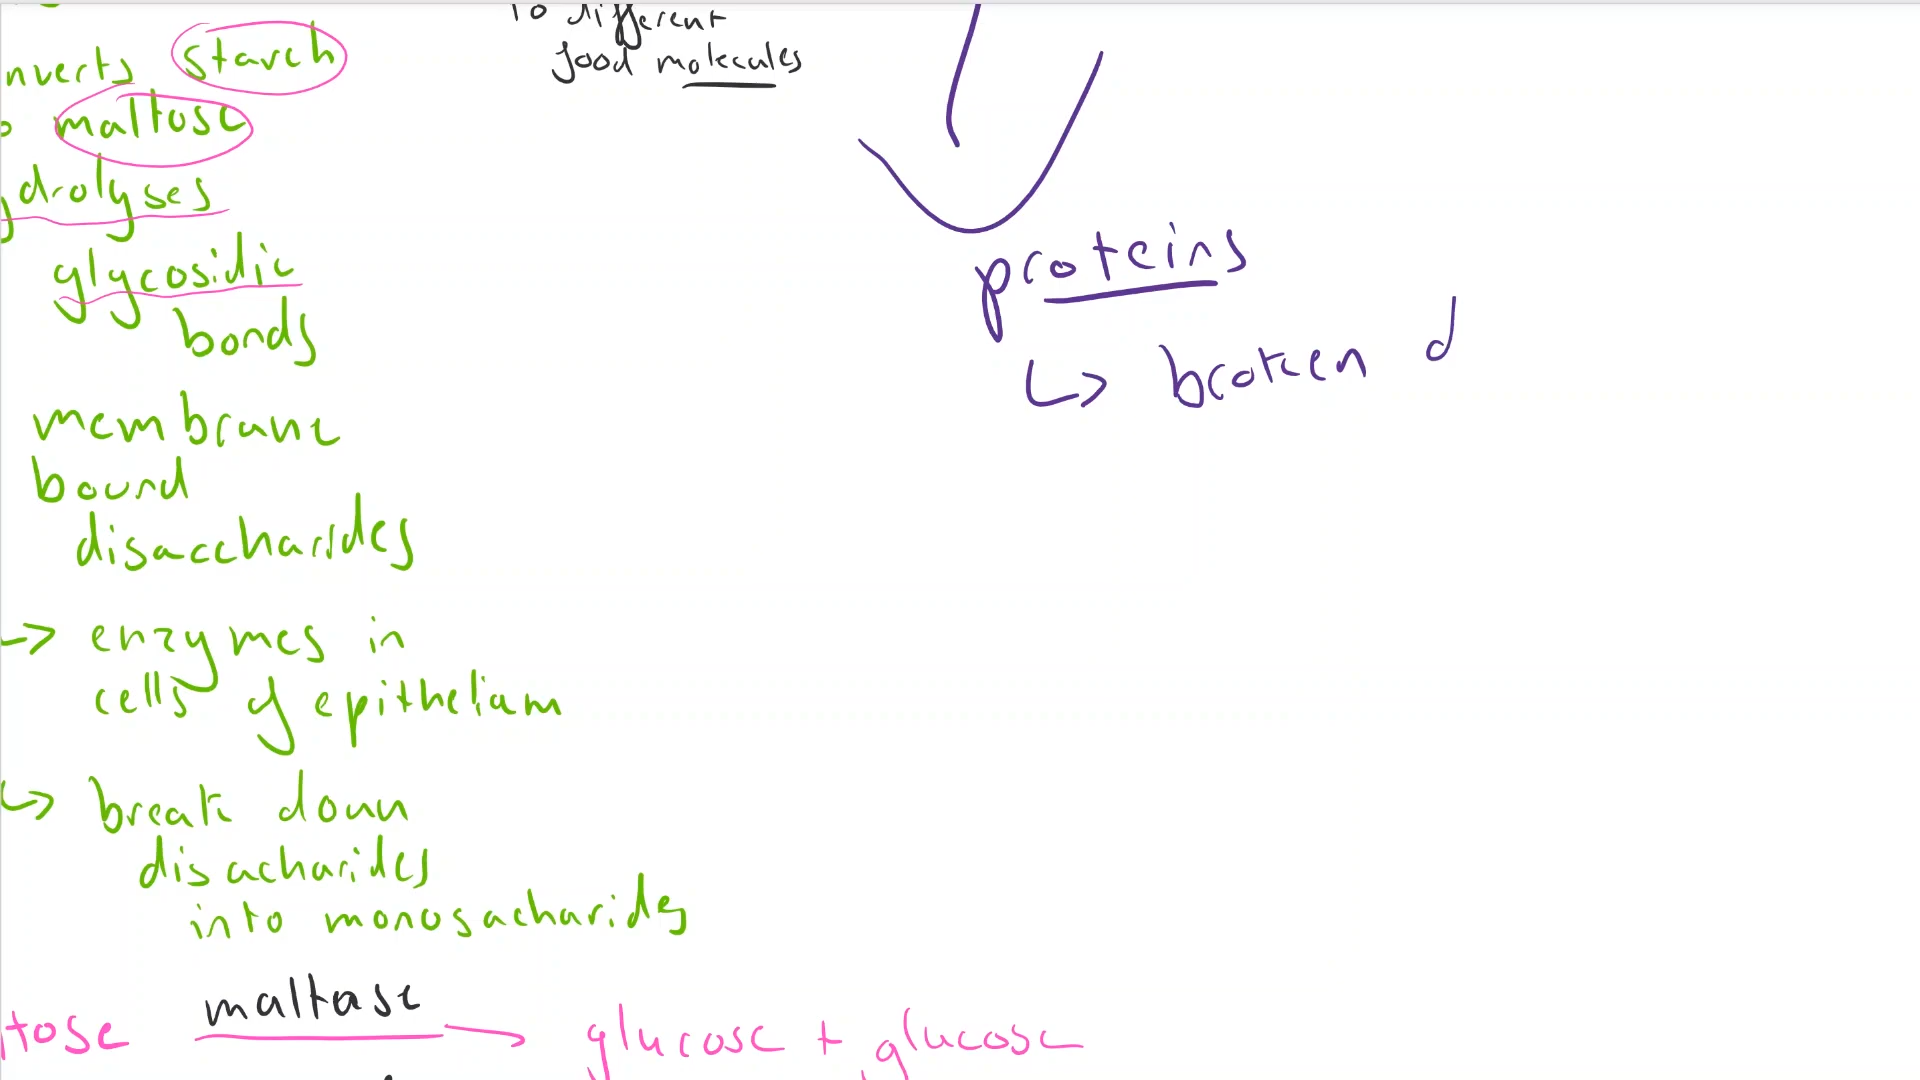 to different
food molecules
nverts starch
o maltose
ydrolyses
glycosidic
bonds
membrane
bound
disaccharides
↳ enzymes in
cells of epithelium
↳ break down
disacharides
into monosacharides
tose maltase → glucose + glucose
proteins
↳ broken d